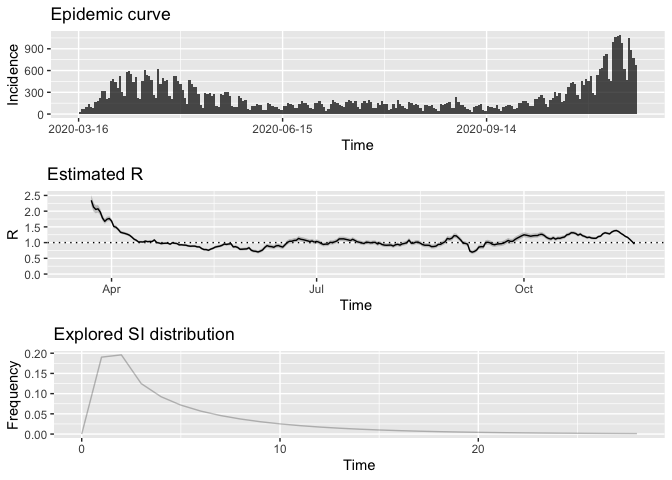 Epidemic curve
900
600
300
0
Incidence
2020-03-16 2020-06-15 2020-09-14
Time
Estimated R
2.5
2.0
1.5
1.0
0.5
0.0
R
Apr Jul Oct
Time
Explored SI distribution
0.20
0.15
0.10
0.05
0.00
Frequency
0 10 20
Time